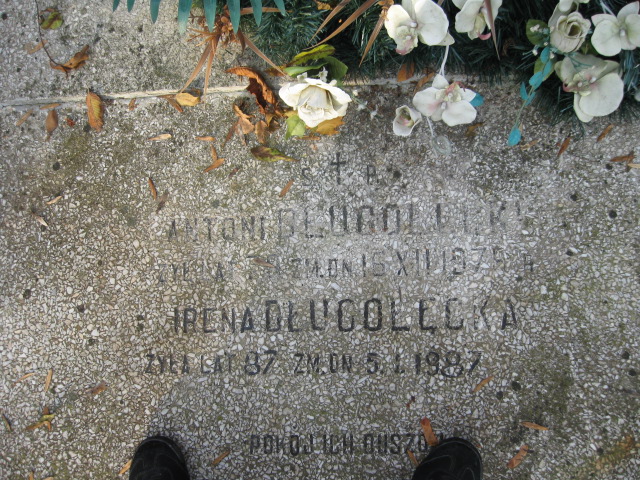 Ś † P
ANTONI DŁUGOŁĘCKI
ŻYŁ LAT ZM. DN 15 XII 1975 R
IRENA DŁUGOŁĘCKA
ŻYŁA LAT 87 ZM. DN 5. I. 1987
POKÓJ ICH DUSZOM